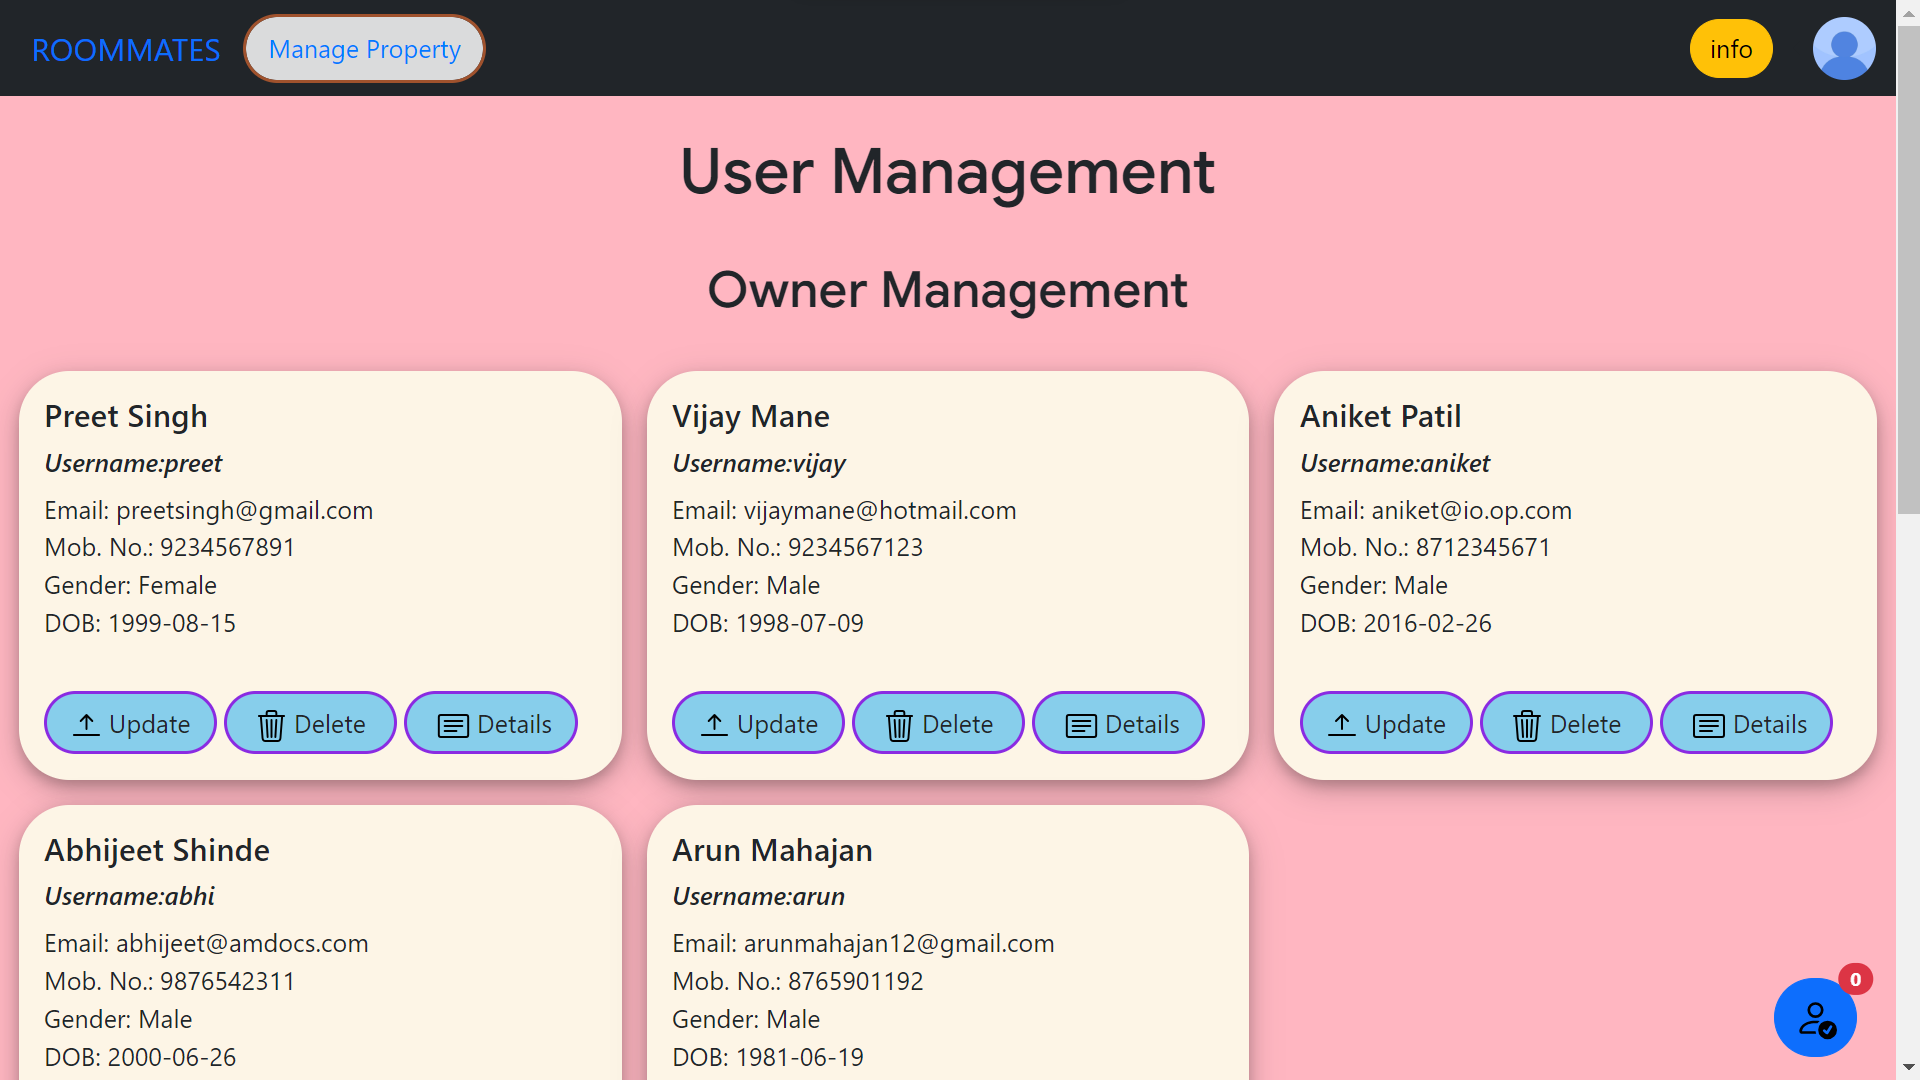 ROOMMATES
Manage Property
info
User Management
Owner Management
Preet Singh
Username:preet
Email: preetsingh@gmail.com
Mob. No.: 9234567891
Gender: Female
DOB: 1999-08-15
Update
Delete
Details
Vijay Mane
Username:vijay
Email: vijaymane@hotmail.com
Mob. No.: 9234567123
Gender: Male
DOB: 1998-07-09
Update
Delete
Details
Aniket Patil
Username:aniket
Email: aniket@io.op.com
Mob. No.: 8712345671
Gender: Male
DOB: 2016-02-26
Update
Delete
Details
Abhijeet Shinde
Username:abhi
Email: abhijeet@amdocs.com
Mob. No.: 9876542311
Gender: Male
DOB: 2000-06-26
Arun Mahajan
Username:arun
Email: arunmahajan12@gmail.com
Mob. No.: 8765901192
Gender: Male
DOB: 1981-06-19
0